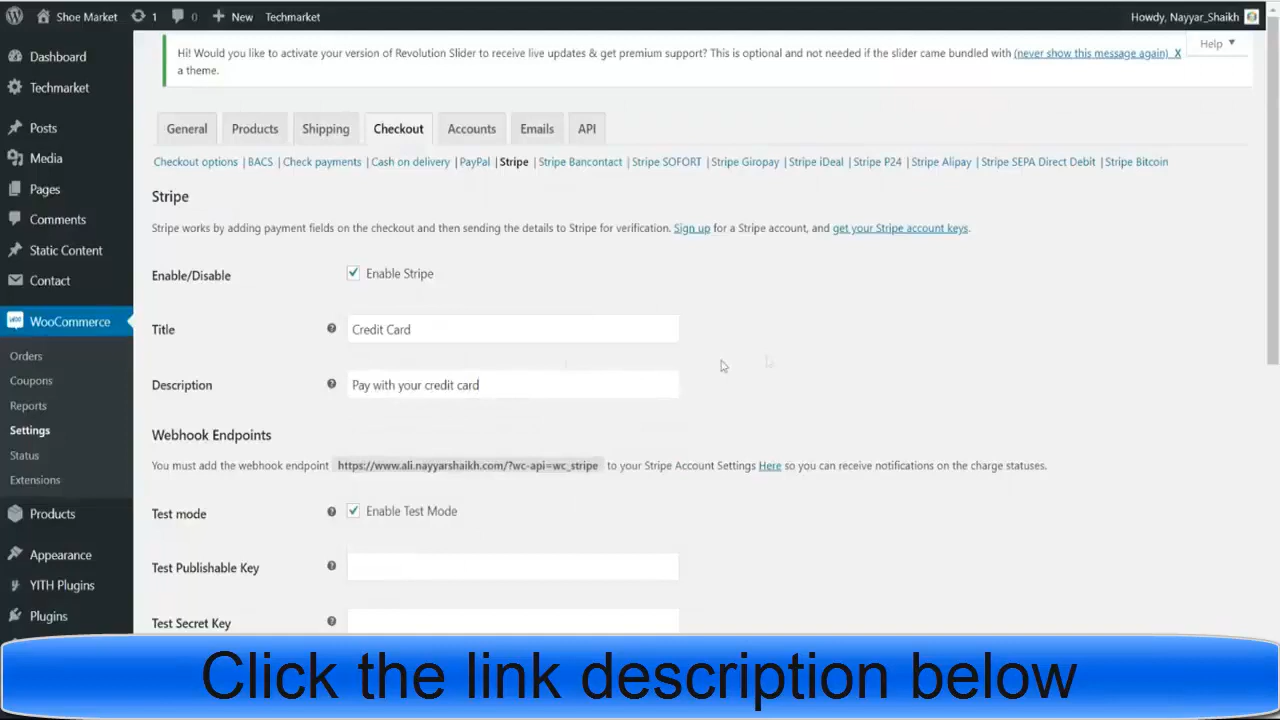 Shoe Market 1 0 New Techmarket Howdy, Nayyar_Shaikh
Dashboard
Techmarket
Posts
Media
Pages
Comments
Static Content
Contact
WooCommerce
Orders
Coupons
Reports
Settings
Status
Extensions
Products
Appearance
YITH Plugins
Plugins
Help
Hi! Would you like to activate your version of Revolution Slider to receive live updates & get premium support? This is optional and not needed if the slider came bundled with (never show this message again) X
a theme.
General Products Shipping Checkout Accounts Emails API
Checkout options | BACS | Check payments | Cash on delivery | PayPal | Stripe | Stripe Bancontact | Stripe SOFORT | Stripe Giropay | Stripe iDeal | Stripe P24 | Stripe Alipay | Stripe SEPA Direct Debit | Stripe Bitcoin
Stripe
Stripe works by adding payment fields on the checkout and then sending the details to Stripe for verification. Sign up for a Stripe account, and get your Stripe account keys.
Enable/Disable Enable Stripe
Title Credit Card
Description Pay with your credit card
Webhook Endpoints
You must add the webhook endpoint https://www.ali.nayyarshaikh.com/?wc-api=wc_stripe to your Stripe Account Settings Here so you can receive notifications on the charge statuses.
Test mode Enable Test Mode
Test Publishable Key
Test Secret Key
Click the link description below